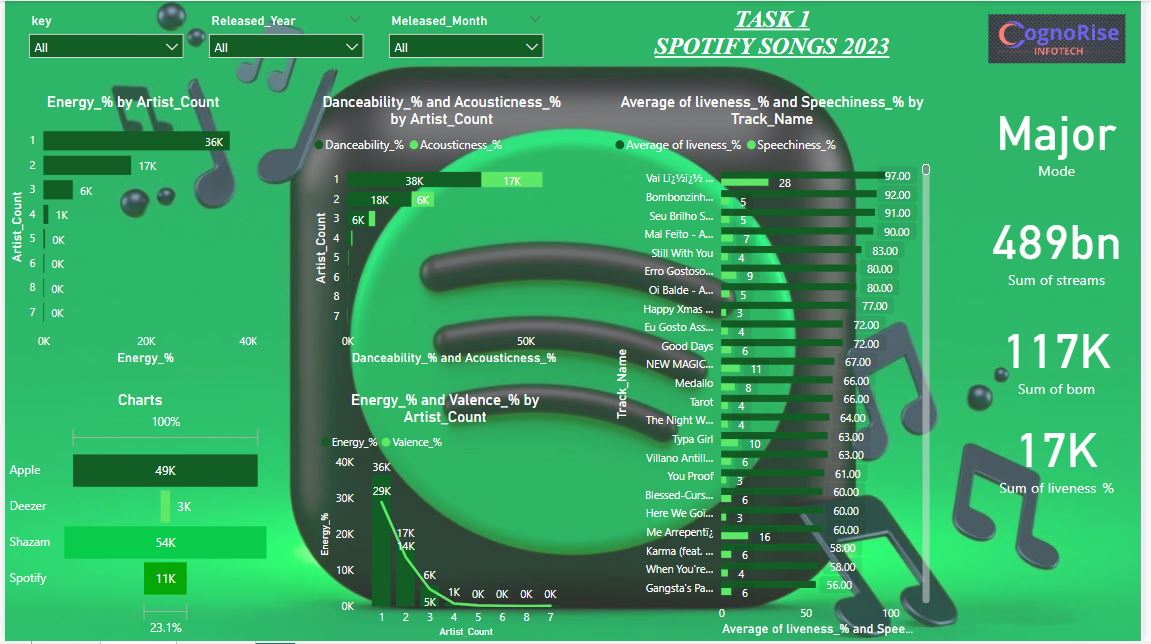 key
Released_Year
Meleased_Month
All
All
All
TASK 1
SPOTIFY SONGS 2023
CognoRise
INFOTECH
Energy_% by Artist_Count
Artist_Count
1
36K
2
17K
3
6K
4
1K
5
0K
6
0K
8
0K
7
0K
0K
20K
40K
Energy_%
Danceability_% and Acousticness_%
by Artist_Count
Danceability_%
Acousticness_%
Artist_Count
1
38K
17K
2
18K
6K
3
6K
4
5
6
8
7
0K
50K
Danceability_% and Acousticness_%
Average of liveness_% and Speechiness_% by
Track_Name
Average of liveness_%
Speechiness_%
Track_Name
Vai Lï¿½ï¿½ ...
97.00
28
Bombonzinh...
92.00
5
Seu Brilho S...
91.00
5
Mal Feito - A...
90.00
7
Still With You
83.00
4
Erro Gostoso...
80.00
9
Oi Balde - A...
80.00
5
Happy Xmas ...
77.00
3
Eu Gosto Ass...
72.00
4
Good Days
72.00
6
NEW MAGIC...
67.00
11
Medallo
66.00
8
Tarot
66.00
4
The Night W...
64.00
4
Typa Girl
63.00
10
Villano Antill...
63.00
6
You Proof
61.00
3
Blessed-Curs...
60.00
6
Here We Goï...
60.00
3
Me Arrepentï¿
60.00
16
Karma (feat. ...
58.00
6
When You're...
58.00
4
Gangsta's Pa...
56.00
6
0
50
100
Average of liveness_% and Spee...
Major
Mode
489bn
Sum of streams
117K
Sum of bpm
17K
Sum of liveness_%
Charts
100%
Apple
49K
Deezer
3K
Shazam
54K
Spotify
11K
23.1%
Energy_% and Valence_% by
Artist_Count
Energy_%
Valence_%
Energy_%
40K
30K
20K
10K
0K
36K
29K
17K
14K
6K
5K
1K
0K
0K
0K
0K
1
2
3
4
5
6
8
7
Artist_Count